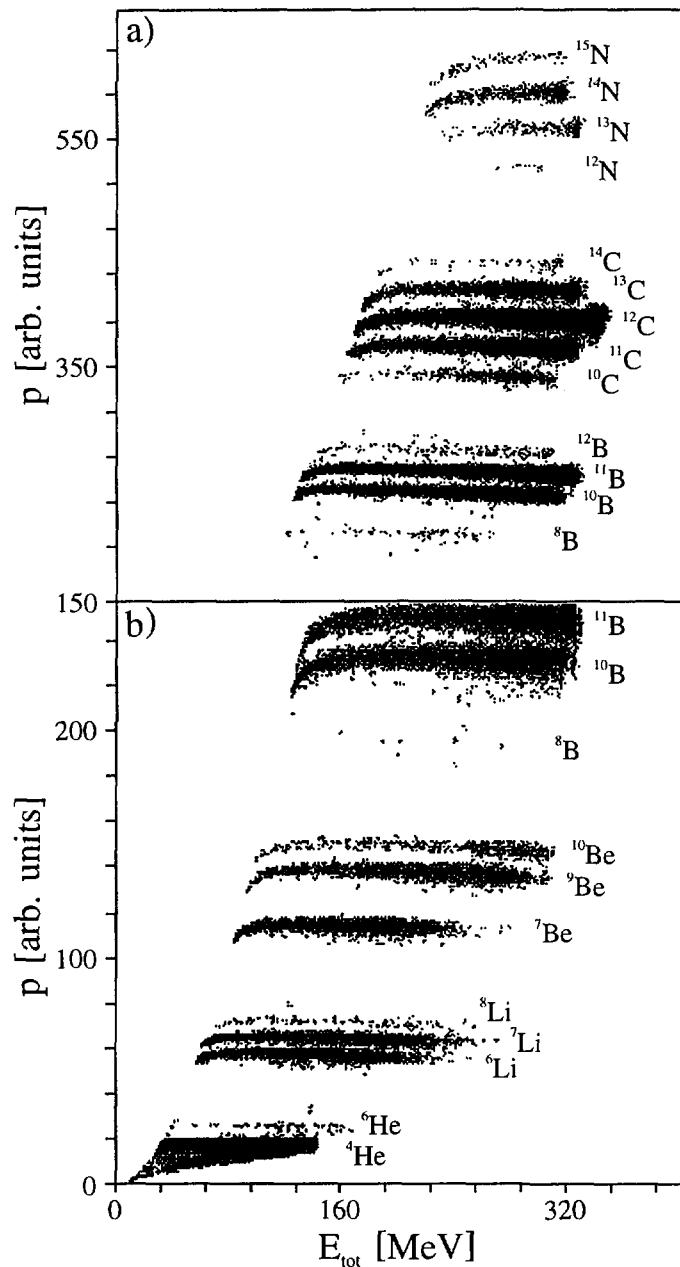 a)
¹⁵N
¹⁴N
¹³N
550
¹²N
p [arb. units]
¹⁴C
¹³C
¹²C
¹¹C
350
¹⁰C
¹²B
¹¹B
¹⁰B
⁸B
150
b)
¹¹B
¹⁰B
200
⁸B
p [arb. units]
¹⁰Be
⁹Be
⁷Be
100
⁸Li
⁷Li
⁶Li
⁶He
⁴He
0
0 160 320
E_tot [MeV]